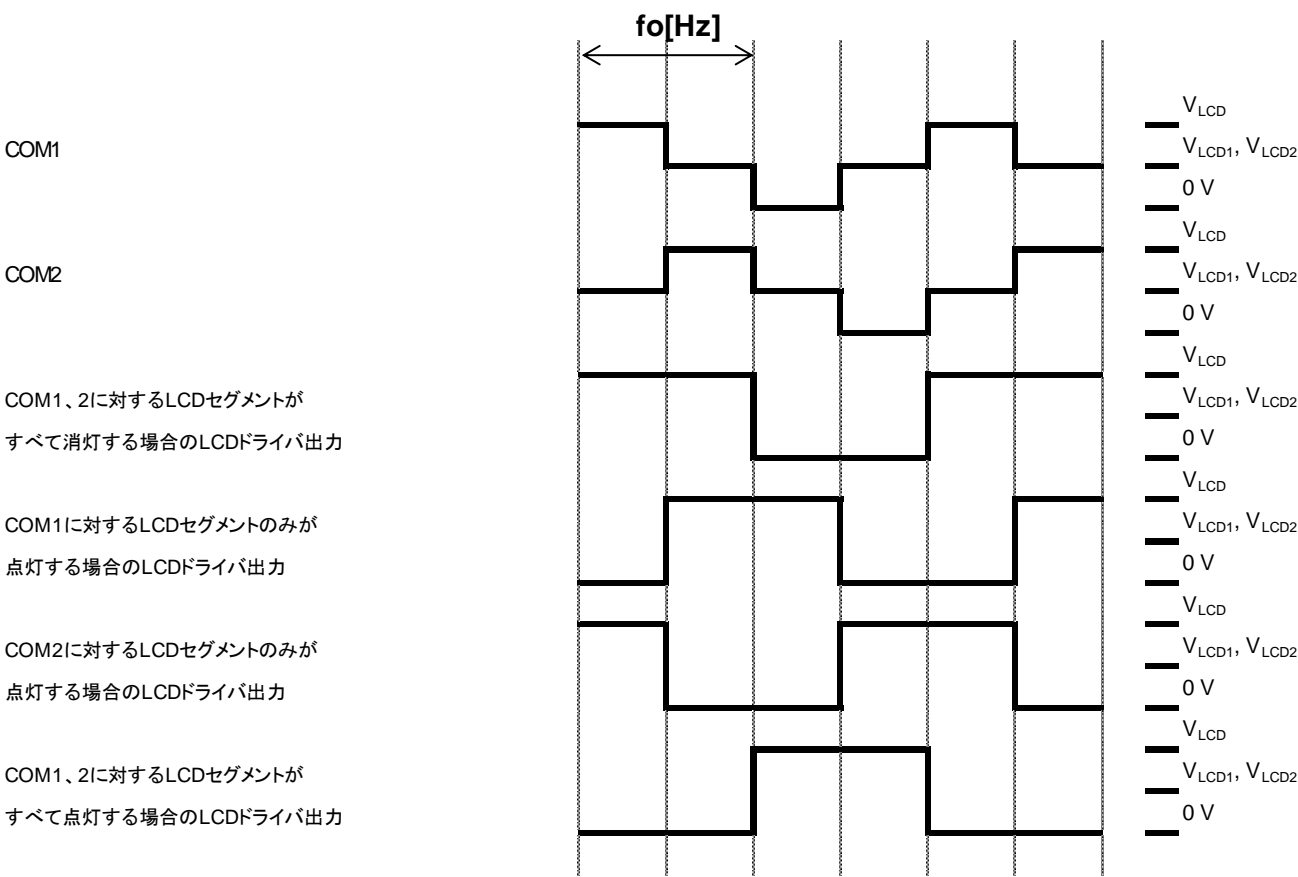 fo[Hz]
COM1
V_LCD
V_LCD1, V_LCD2
0 V
COM2
V_LCD
V_LCD1, V_LCD2
0 V
COM1、2に対するLCDセグメントが
すべて消灯する場合のLCDドライバ出力
V_LCD
V_LCD1, V_LCD2
0 V
COM1に対するLCDセグメントのみが
点灯する場合のLCDドライバ出力
V_LCD
V_LCD1, V_LCD2
0 V
COM2に対するLCDセグメントのみが
点灯する場合のLCDドライバ出力
V_LCD
V_LCD1, V_LCD2
0 V
COM1、2に対するLCDセグメントが
すべて点灯する場合のLCDドライバ出力
V_LCD
V_LCD1, V_LCD2
0 V